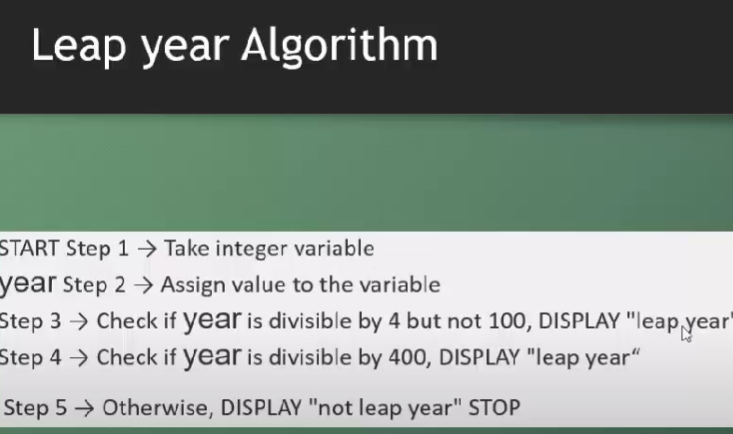 Leap year Algorithm
START Step 1 → Take integer variable
year Step 2 → Assign value to the variable
Step 3 → Check if year is divisible by 4 but not 100, DISPLAY "leap year"
Step 4 → Check if year is divisible by 400, DISPLAY "leap year“
Step 5 → Otherwise, DISPLAY "not leap year" STOP